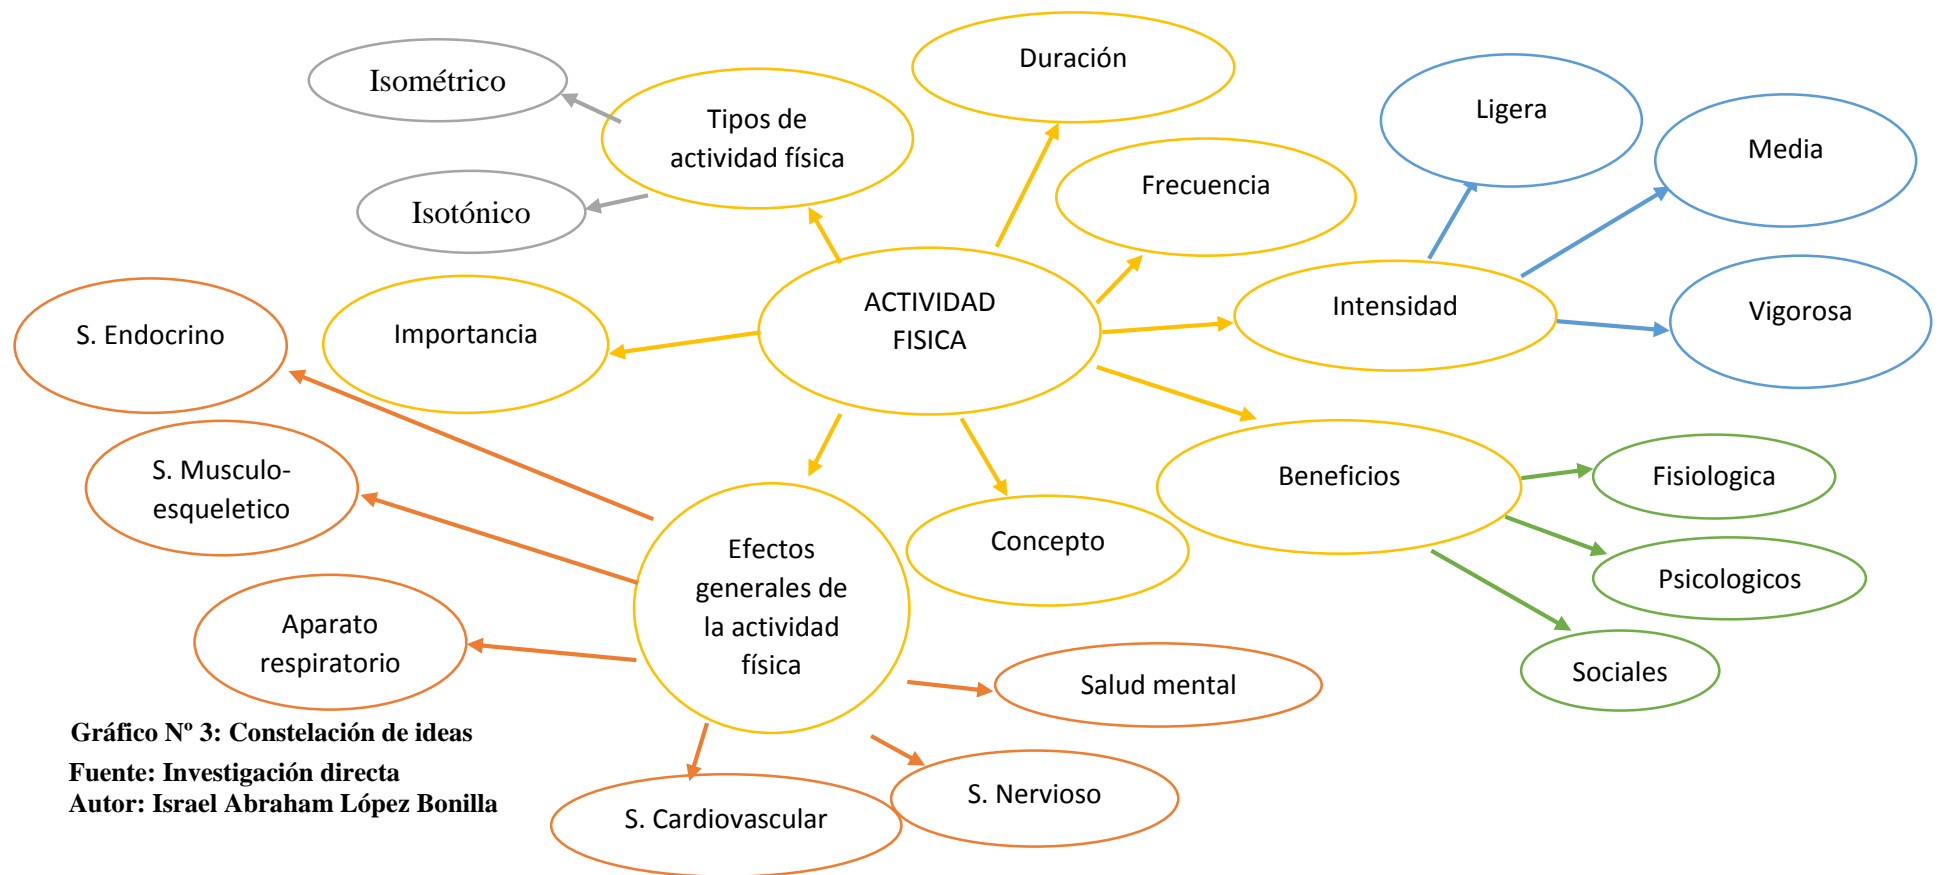 Isométrico
Tipos de
actividad física
Isotónico
Duración
Frecuencia
Ligera
Media
Intensidad
Vigorosa
ACTIVIDAD
FISICA
Importancia
S. Endocrino
S. Musculo-
esqueletico
Aparato
respiratorio
Efectos
generales de
la actividad
física
Concepto
Beneficios
Fisiologica
Psicologicos
Sociales
Salud mental
S. Nervioso
S. Cardiovascular
Gráfico Nº 3: Constelación de ideas
Fuente: Investigación directa
Autor: Israel Abraham López Bonilla